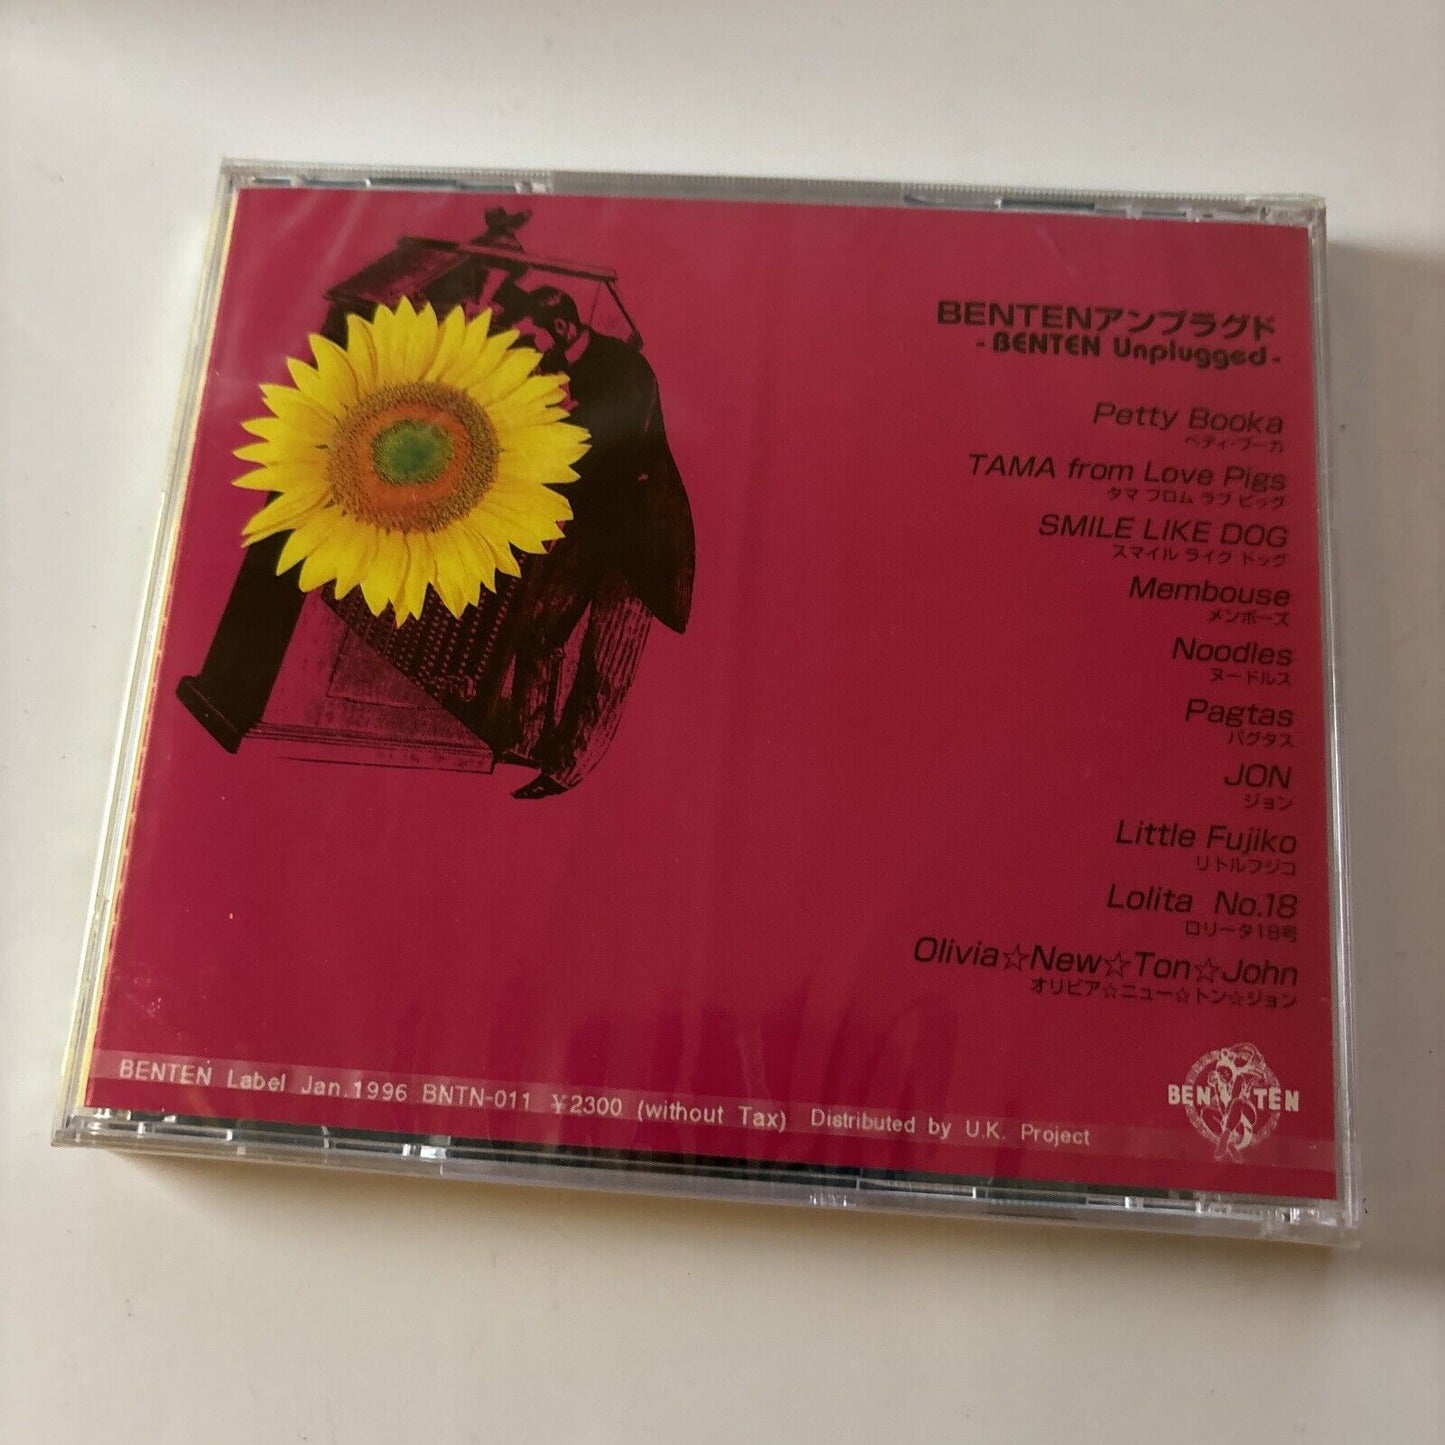 BENTENアンプラグド
- BENTEN Unplugged -
Petty Booka
ペティ・ブーカ
TAMA from Love Pigs
タマ フロム ラブ ピッグ
SMILE LIKE DOG
スマイル ライク ドッグ
Membouse
メンボーズ
Noodles
ヌードルス
Pagtas
パグタス
JON
ジョン
Little Fujiko
リトルフジコ
Lolita No.18
ロリータ18号
Olivia☆New☆Ton☆John
オリビア☆ニュー☆トン☆ジョン
BENTEN Label Jan.1996 BNTN-011 ¥2300 (without Tax) Distributed by U.K. Project
BEN TEN